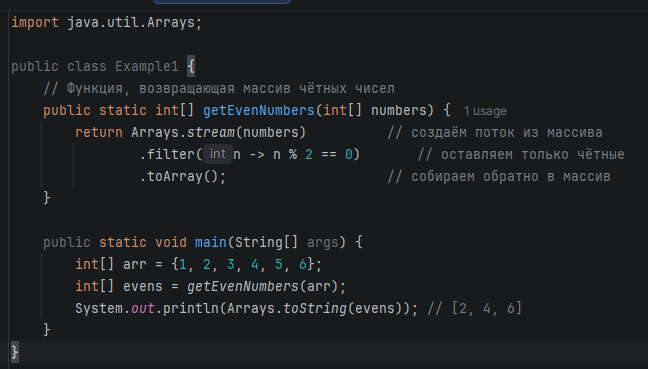 import java.util.Arrays;
public class Example1 {
// Функция, возвращающая массив чётных чисел
public static int[] getEvenNumbers(int[] numbers) { 1 usage
return Arrays.stream(numbers) // создаём поток из массива
.filter( int n -> n % 2 == 0) // оставляем только чётные
.toArray(); // собираем обратно в массив
}
public static void main(String[] args) {
int[] arr = {1, 2, 3, 4, 5, 6};
int[] evens = getEvenNumbers(arr);
System.out.println(Arrays.toString(evens)); // [2, 4, 6]
}
}